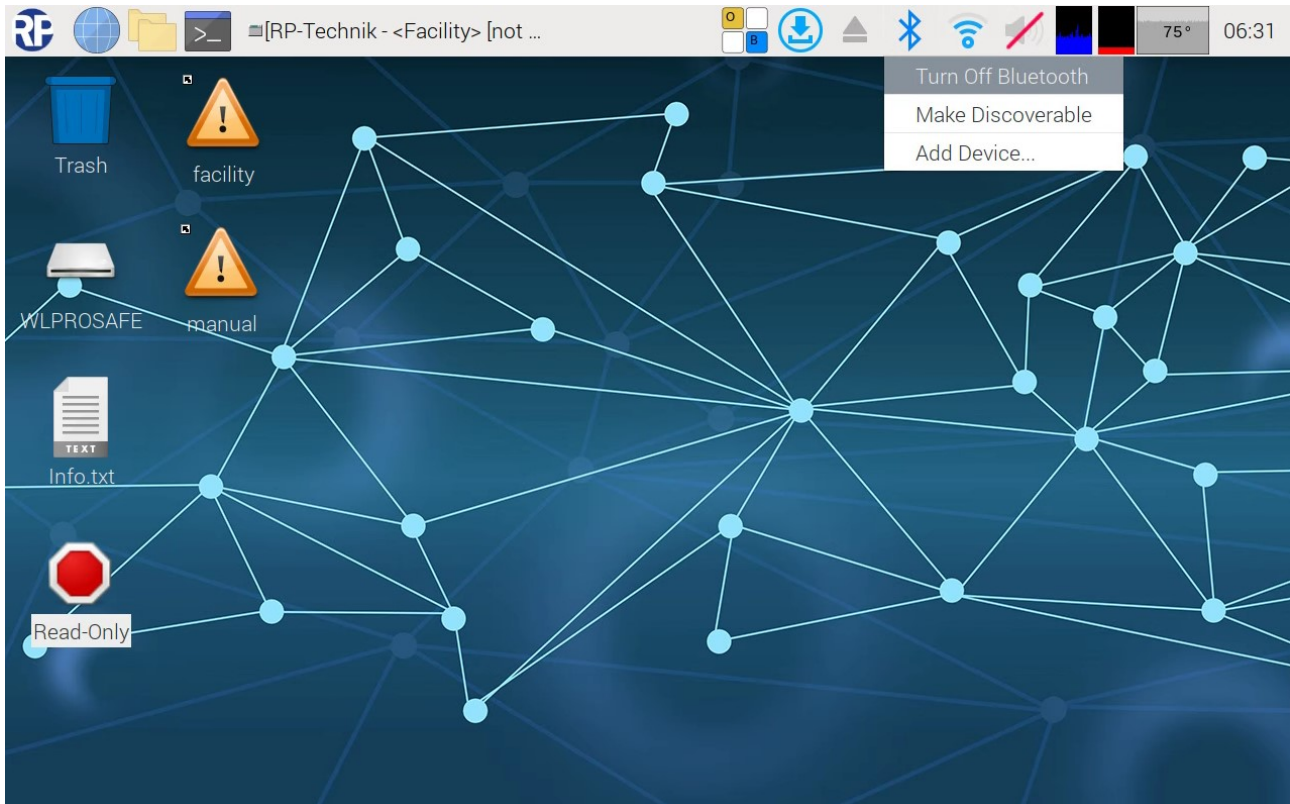 RP
>_
[RP-Technik - <Facility> [not ...
O
B
75°
06:31
Turn Off Bluetooth
Make Discoverable
Add Device...
Trash
facility
WLPROSAFE
manual
TEXT
Info.txt
Read-Only